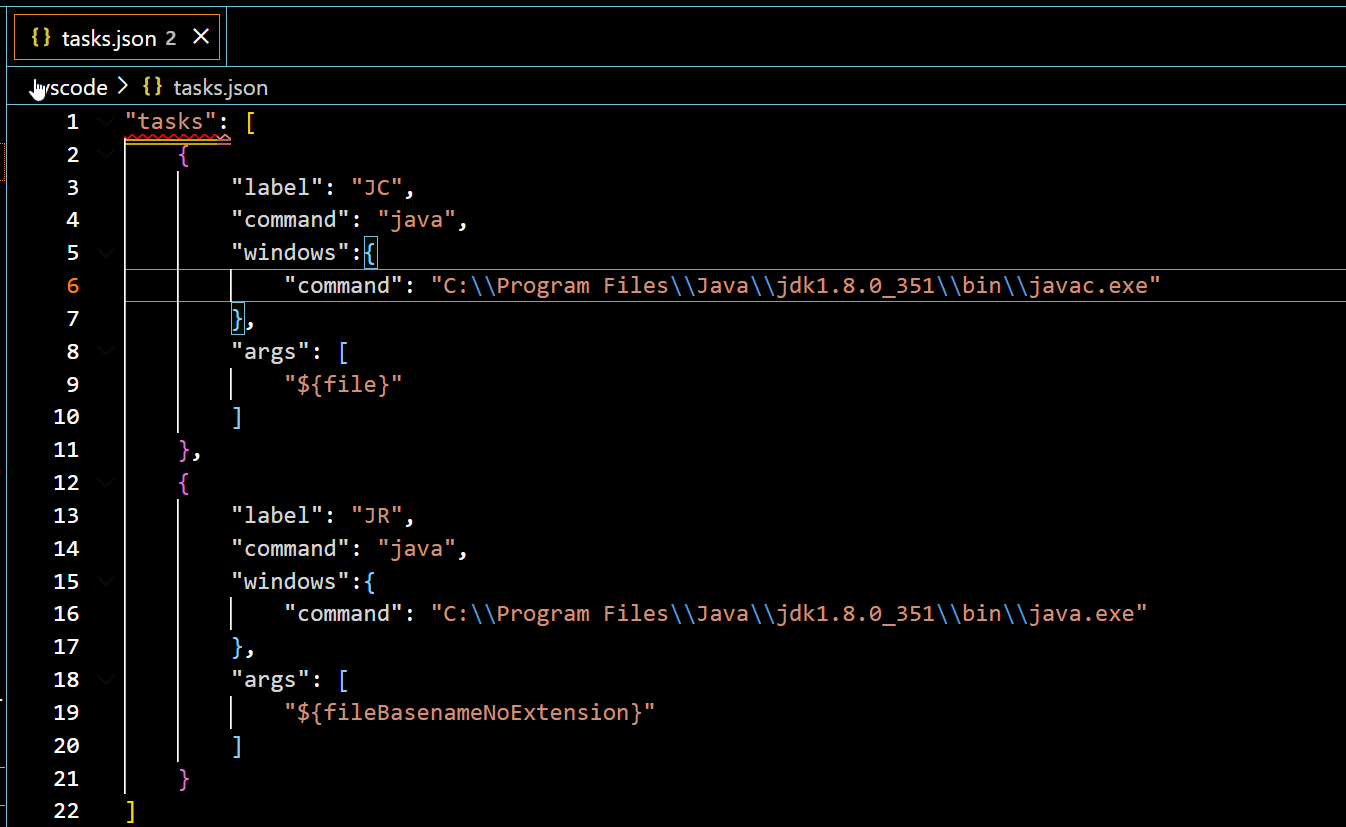 {} tasks.json 2 ×
.vscode > {} tasks.json
1 "tasks": [
2 {
3 "label": "JC",
4 "command": "java",
5 "windows":{
6 "command": "C:\\Program Files\\Java\\jdk1.8.0_351\\bin\\javac.exe"
7 },
8 "args": [
9 "${file}"
10 ]
11 },
12 {
13 "label": "JR",
14 "command": "java",
15 "windows":{
16 "command": "C:\\Program Files\\Java\\jdk1.8.0_351\\bin\\java.exe"
17 },
18 "args": [
19 "${fileBasenameNoExtension}"
20 ]
21 }
22 ]